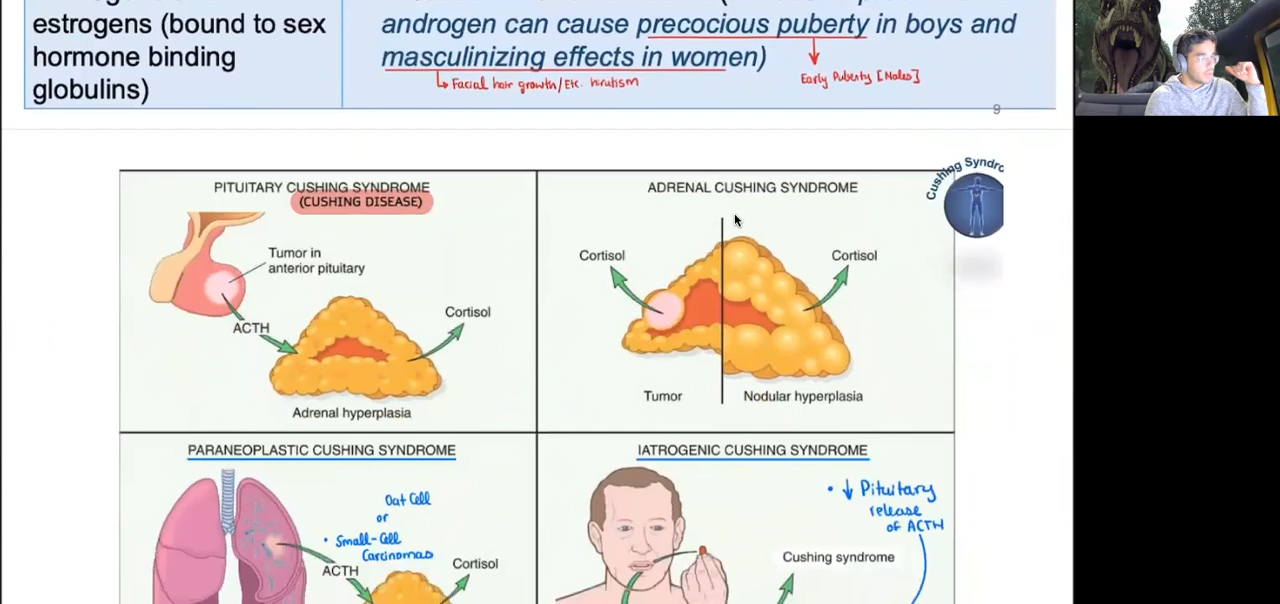 estrogens (bound to sex
hormone binding
globulins)
androgen can cause precocious puberty in boys and
masculinizing effects in women)
Facial hair growth/Etc. hirutism
Early Puberty [Males]
9
PITUITARY CUSHING SYNDROME
(CUSHING DISEASE)
Tumor in
anterior pituitary
ACTH
Cortisol
Adrenal hyperplasia
ADRENAL CUSHING SYNDROME
Cortisol
Cortisol
Tumor
Nodular hyperplasia
Cushing Syndro
PARANEOPLASTIC CUSHING SYNDROME
Oat Cell
or
• Small-Cell
Carcinomas
ACTH
Cortisol
IATROGENIC CUSHING SYNDROME
• ↓ Pituitary
release
of ACTH
Cushing syndrome